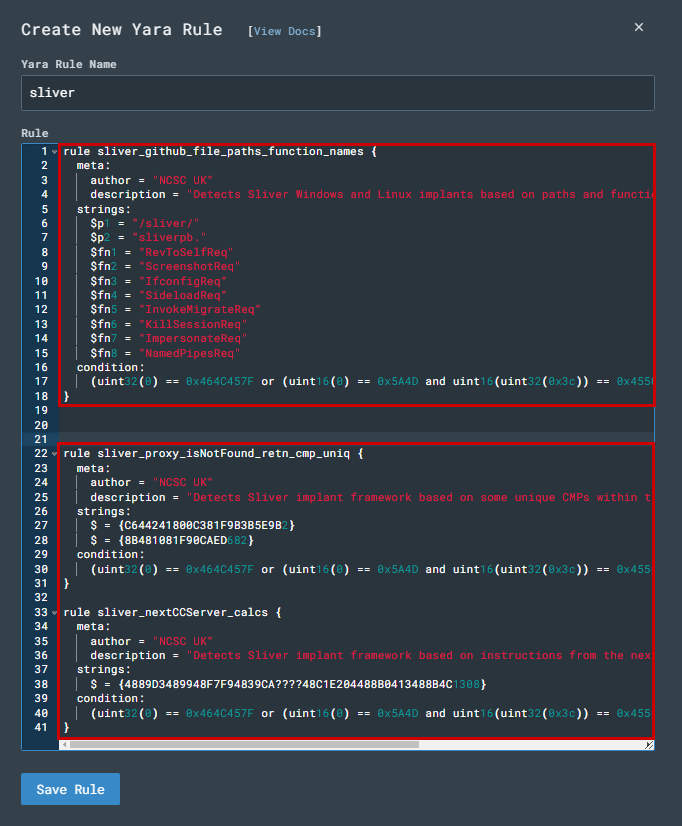 Create New Yara Rule [View Docs] ×
Yara Rule Name
sliver
Rule
1 rule sliver_github_file_paths_function_names {
2 meta:
3 author = "NCSC UK"
4 description = "Detects Sliver Windows and Linux implants based on paths and functi
5 strings:
6 $p1 = "/sliver/"
7 $p2 = "sliverpb."
8 $fn1 = "RevToSelfReq"
9 $fn2 = "ScreenshotReq"
10 $fn3 = "IfconfigReq"
11 $fn4 = "SideloadReq"
12 $fn5 = "InvokeMigrateReq"
13 $fn6 = "KillSessionReq"
14 $fn7 = "ImpersonateReq"
15 $fn8 = "NamedPipesReq"
16 condition:
17 (uint32(0) == 0x464C457F or (uint16(0) == 0x5A4D and uint16(uint32(0x3c)) == 0x455
18 }
19
20
21
22 rule sliver_proxy_isNotFound_retn_cmp_uniq {
23 meta:
24 author = "NCSC UK"
25 description = "Detects Sliver implant framework based on some unique CMPs within t
26 strings:
27 $ = {C644241800C381F9B3B5E9B2}
28 $ = {8B481081F90CAED682}
29 condition:
30 (uint32(0) == 0x464C457F or (uint16(0) == 0x5A4D and uint16(uint32(0x3c)) == 0x455
31 }
32
33 rule sliver_nextCCServer_calcs {
34 meta:
35 author = "NCSC UK"
36 description = "Detects Sliver implant framework based on instructions from the nex
37 strings:
38 $ = {4889D3489948F7F94839CA????48C1E204488B0413488B4C1308}
39 condition:
40 (uint32(0) == 0x464C457F or (uint16(0) == 0x5A4D and uint16(uint32(0x3c)) == 0x455
41 }
Save Rule